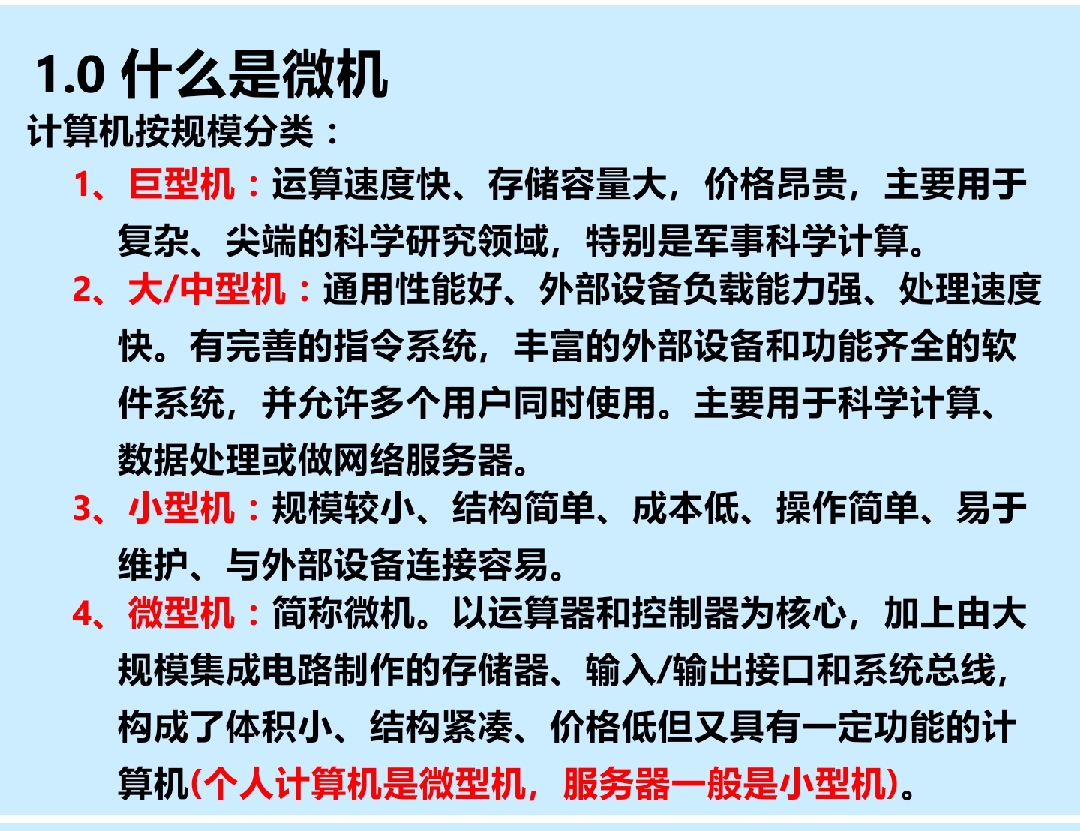 1.0 什么是微机
计算机按规模分类：
1、巨型机：运算速度快、存储容量大，价格昂贵，主要用于
复杂、尖端的科学研究领域，特别是军事科学计算。
2、大/中型机：通用性能好、外部设备负载能力强、处理速度
快。有完善的指令系统，丰富的外部设备和功能齐全的软
件系统，并允许多个用户同时使用。主要用于科学计算、
数据处理或做网络服务器。
3、小型机：规模较小、结构简单、成本低、操作简单、易于
维护、与外部设备连接容易。
4、微型机：简称微机。以运算器和控制器为核心，加上由大
规模集成电路制作的存储器、输入/输出接口和系统总线，
构成了体积小、结构紧凑、价格低但又具有一定功能的计
算机(个人计算机是微型机，服务器一般是小型机)。